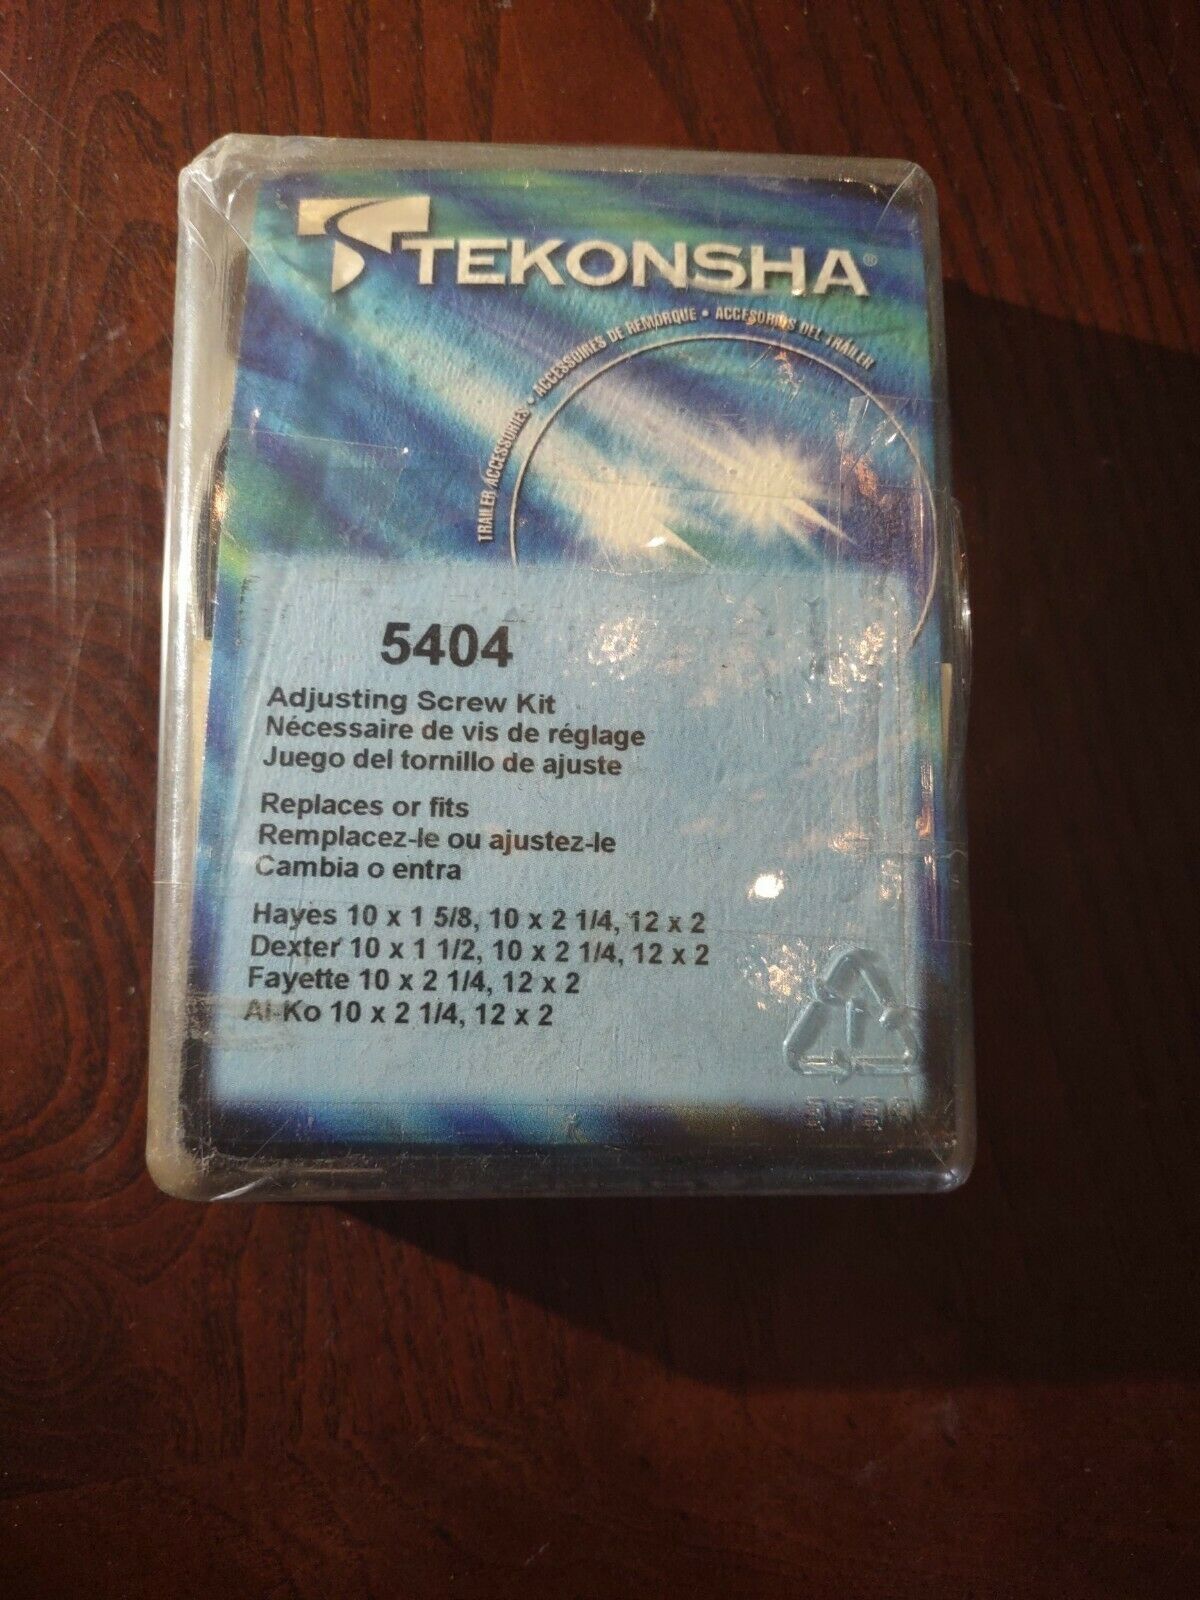 TEKONSHA®
TRAILER ACCESSORIES • ACCESSOIRES DE REMORQUE • ACCESORIOS DEL TRÁILER
5404
Adjusting Screw Kit
Nécessaire de vis de réglage
Juego del tornillo de ajuste
Replaces or fits
Remplacez-le ou ajustez-le
Cambia o entra
Hayes 10 x 1 5/8, 10 x 2 1/4, 12 x 2
Dexter 10 x 1 1/2, 10 x 2 1/4, 12 x 2
Fayette 10 x 2 1/4, 12 x 2
Al-Ko 10 x 2 1/4, 12 x 2